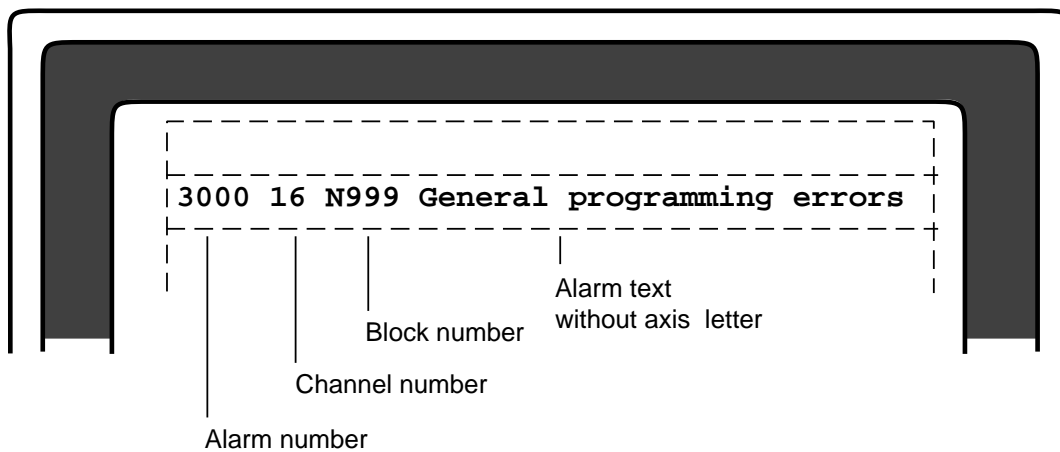 3000 16 N999 General programming errors
Alarm text
without axis letter
Block number
Channel number
Alarm number